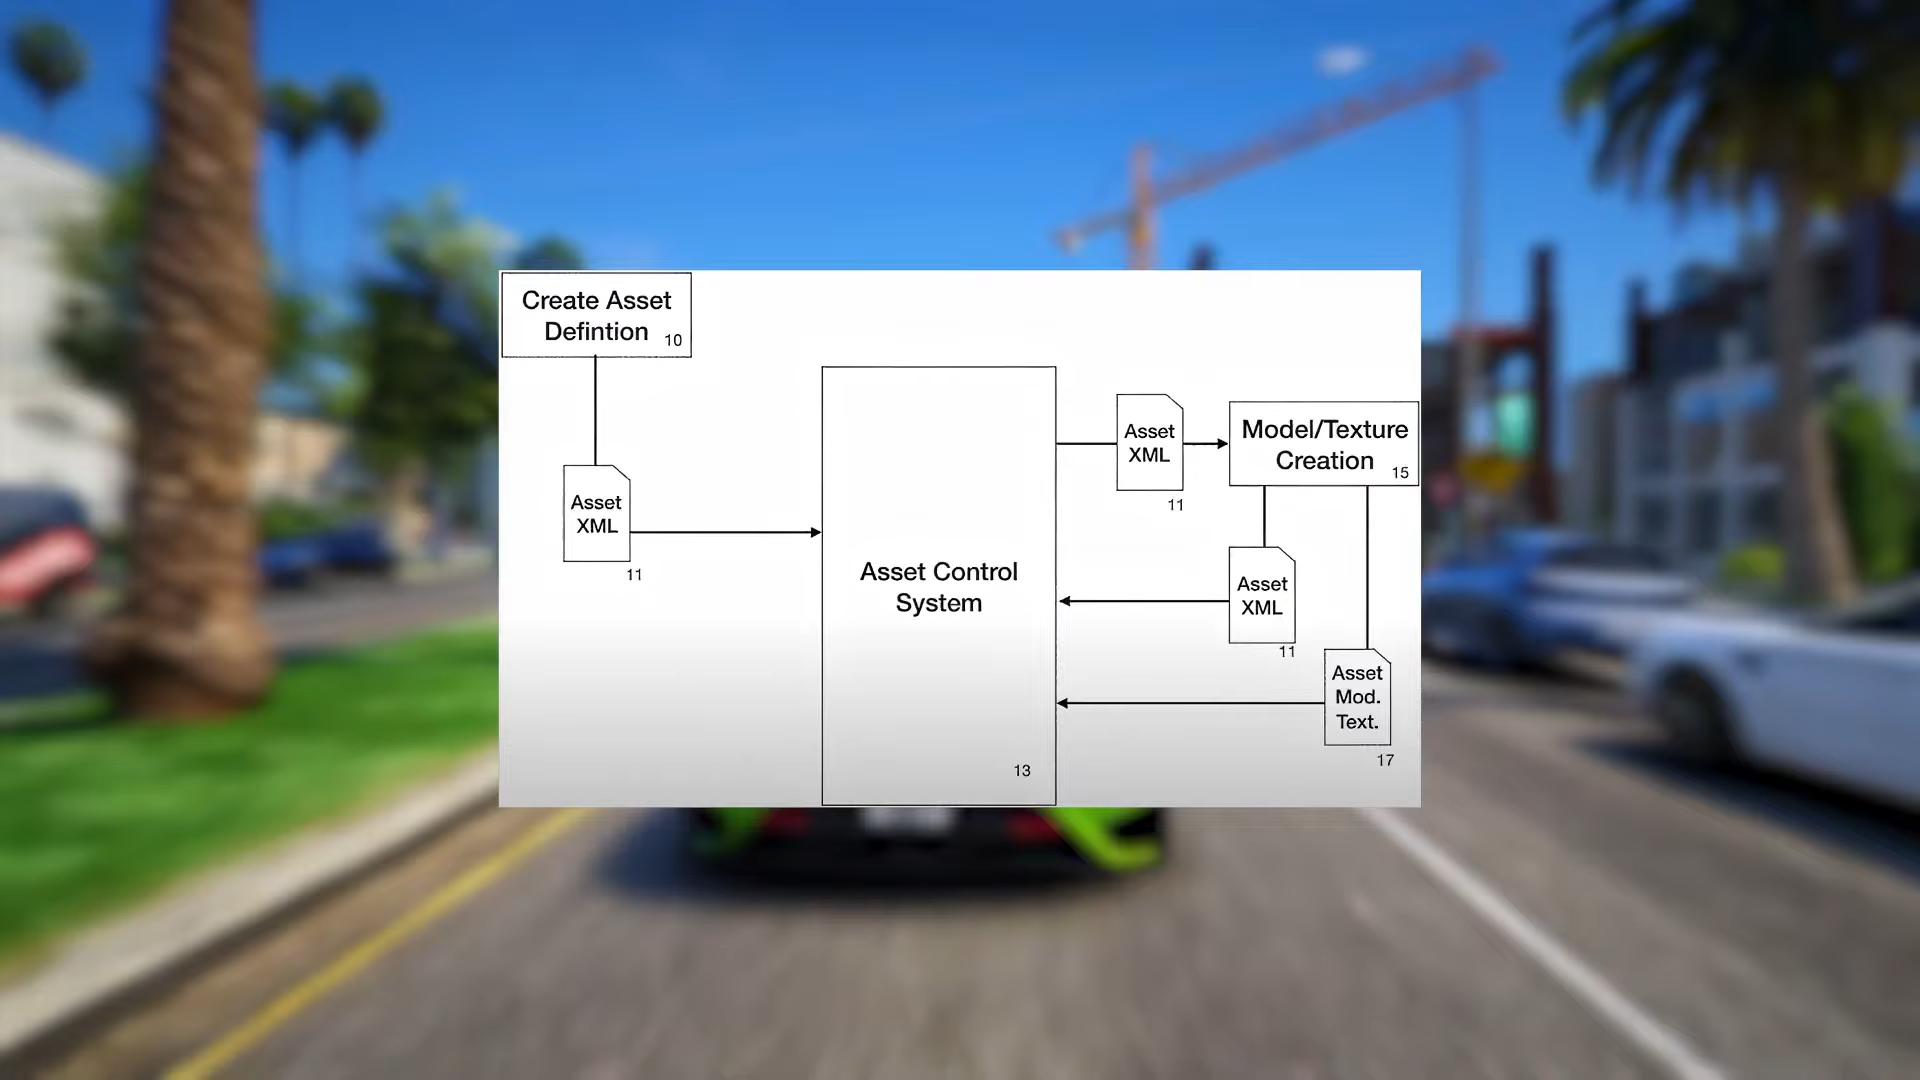 Create Asset
Defintion
10
Asset
XML
11
Asset Control
System
13
Asset
XML
11
Model/Texture
Creation
15
Asset
XML
11
Asset
Mod.
Text.
17